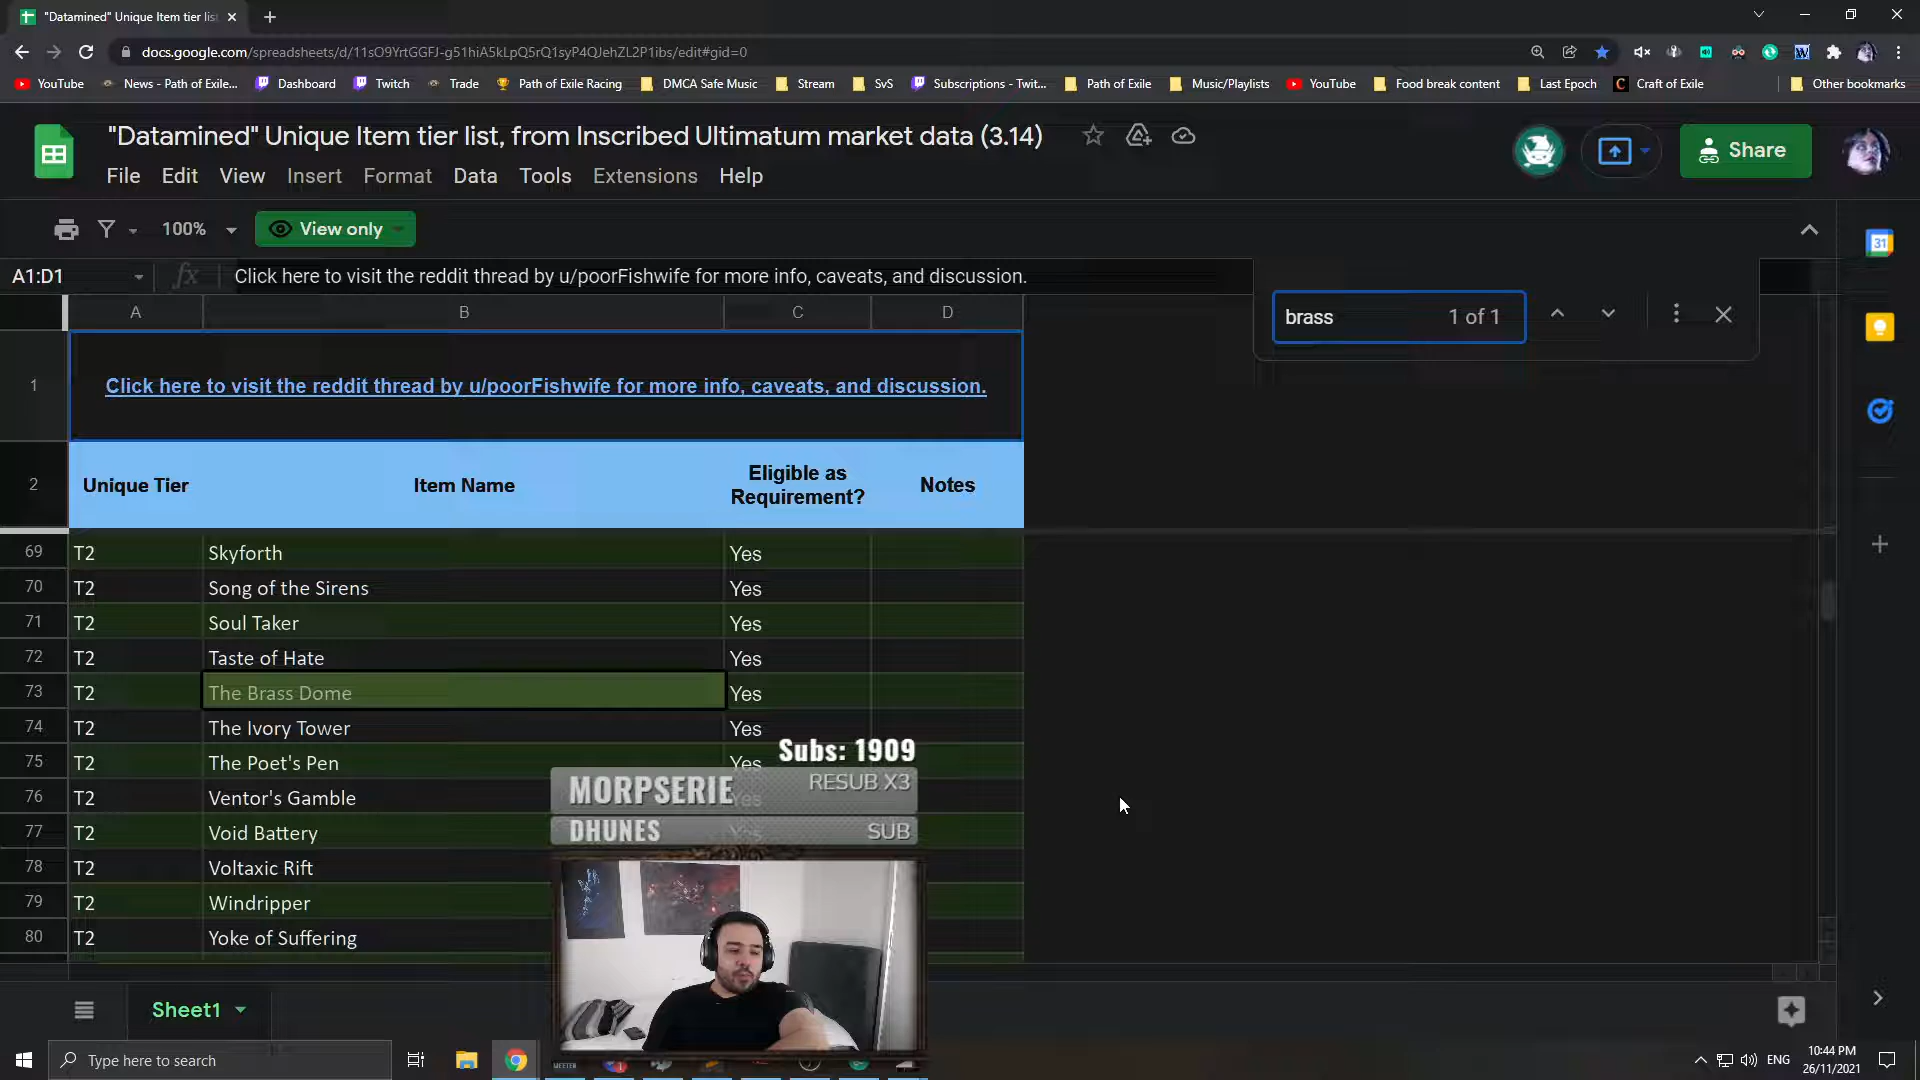 "Datamined" Unique Item tier lis
docs.google.com/spreadsheets/d/11sO9YrtGGFJ-g51hiA5kLpQ5rQ1syP4QJehZL2P1ibs/edit#gid=0
YouTube News - Path of Exile... Dashboard Twitch Trade Path of Exile Racing DMCA Safe Music Stream SvS Subscriptions - Twit... Path of Exile Music/Playlists YouTube Food break content Last Epoch Craft of Exile Other bookmarks
"Datamined" Unique Item tier list, from Inscribed Ultimatum market data (3.14)
Share
File Edit View Insert Format Data Tools Extensions Help
100% View only
A1:D1 fx Click here to visit the reddit thread by u/poorFishwife for more info, caveats, and discussion.
brass 1 of 1
A B C D
1 Click here to visit the reddit thread by u/poorFishwife for more info, caveats, and discussion.
2 Unique Tier Item Name Eligible as Requirement? Notes
69 T2 Skyforth Yes
70 T2 Song of the Sirens Yes
71 T2 Soul Taker Yes
72 T2 Taste of Hate Yes
73 T2 The Brass Dome Yes
74 T2 The Ivory Tower Yes
75 T2 The Poet's Pen Yes
76 T2 Ventor's Gamble Yes
77 T2 Void Battery Yes
78 T2 Voltaxic Rift
79 T2 Windripper
80 T2 Yoke of Suffering
Subs: 1909
MORPSERIE RESUB X3
DHUNES SUB
Sheet1
Type here to search
ENG
10:44 PM
26/11/2021